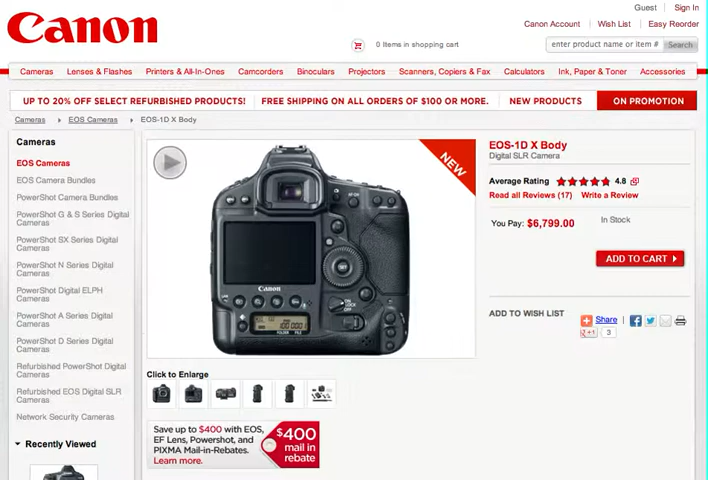 Guest Sign In
Canon
Canon Account Wish List Easy Reorder
0 Items in shopping cart
enter product name or item # Search
Cameras Lenses & Flashes Printers & All-In-Ones Camcorders Binoculars Projectors Scanners, Copiers & Fax Calculators Ink, Paper & Toner Accessories
UP TO 20% OFF SELECT REFURBISHED PRODUCTS! FREE SHIPPING ON ALL ORDERS OF $100 OR MORE. NEW PRODUCTS ON PROMOTION
Cameras EOS Cameras EOS-1D X Body
Cameras
EOS Cameras
EOS Camera Bundles
PowerShot Camera Bundles
PowerShot G & S Series Digital
Cameras
PowerShot SX Series Digital
Cameras
PowerShot N Series Digital
Cameras
PowerShot Digital ELPH
Cameras
PowerShot A Series Digital
Cameras
PowerShot D Series Digital
Cameras
Refurbished PowerShot Digital
Cameras
Refurbished EOS Digital SLR
Cameras
Network Security Cameras
Recently Viewed
NEW
Canon
SET
ON
LOCK
OFF
FOLDER FILE
Click to Enlarge
Save up to $400 with EOS,
EF Lens, Powershot, and
PIXMA Mail-in-Rebates.
Learn more.
$400
mail in
rebate
EOS-1D X Body
Digital SLR Camera
Average Rating 4.8
Read all Reviews (17) Write a Review
You Pay: $6,799.00 In Stock
ADD TO CART
ADD TO WISH LIST
Share
+1 3